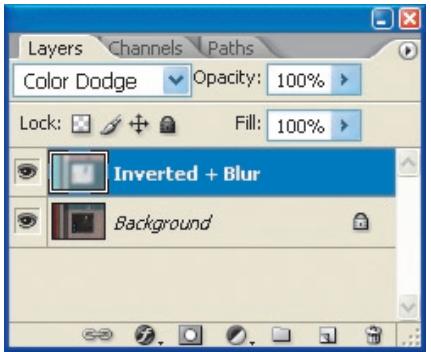 Layers Channels Paths
Color Dodge Opacity: 100%
Lock: Fill: 100%
Inverted + Blur
Background